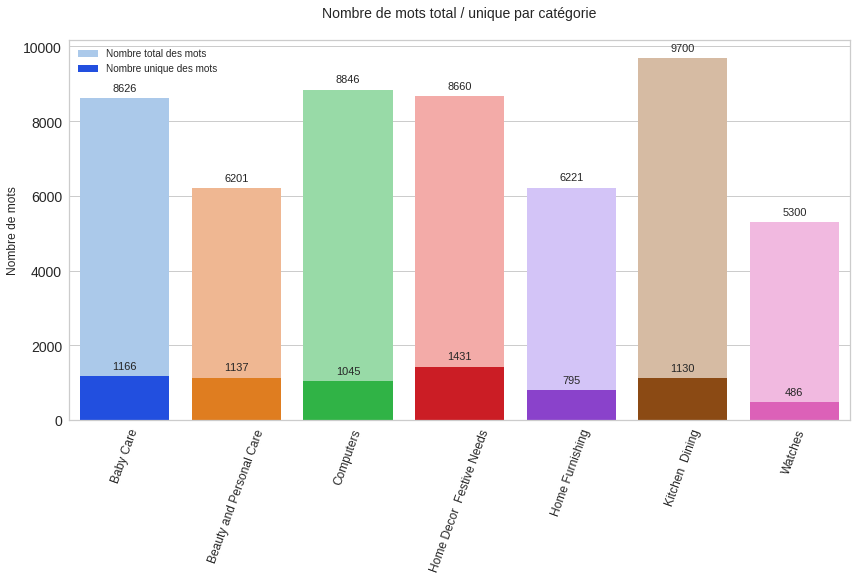 Nombre de mots total / unique par catégorie
Nombre de mots
10000
8000
6000
4000
2000
0
Nombre total des mots
Nombre unique des mots
8626
6201
8846
8660
6221
9700
5300
1166
1137
1045
1431
795
1130
486
Baby Care
Beauty and Personal Care
Computers
Home Decor  Festive Needs
Home Furnishing
Kitchen  Dining
Watches